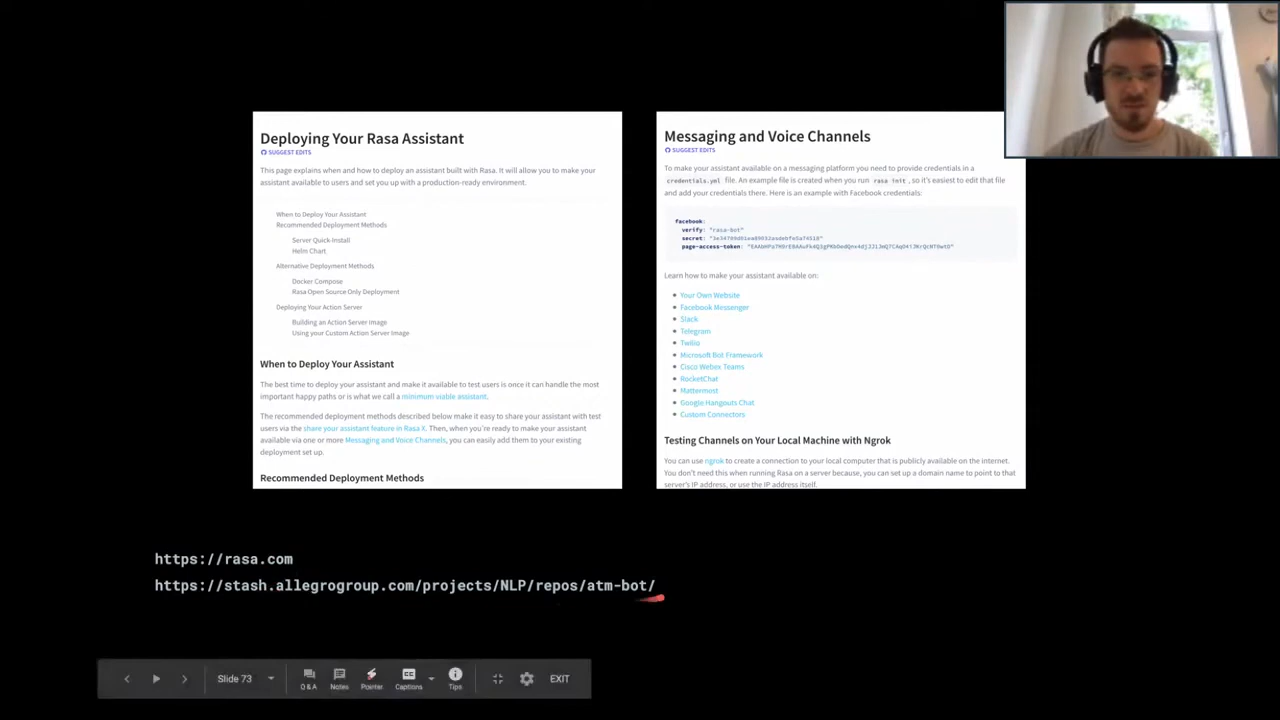 Deploying Your Rasa Assistant
SUGGEST EDITS
This page explains when and how to deploy an assistant built with Rasa. It will allow you to make your
assistant available to users and set you up with a production-ready environment.
When to Deploy Your Assistant
Recommended Deployment Methods
Server Quick-Install
Helm Chart
Alternative Deployment Methods
Docker Compose
Rasa Open Source Only Deployment
Deploying Your Action Server
Building an Action Server Image
Using your Custom Action Server Image
When to Deploy Your Assistant
The best time to deploy your assistant and make it available to test users is once it can handle the most
important happy paths or is what we call a minimum viable assistant.
The recommended deployment methods described below make it easy to share your assistant with test
users via the share your assistant feature in Rasa X. Then, when you're ready to make your assistant
available via one or more Messaging and Voice Channels, you can easily add them to your existing
deployment set up.
Recommended Deployment Methods
Messaging and Voice Channels
SUGGEST EDITS
To make your assistant available on a messaging platform you need to provide credentials in a
credentials.yml file. An example file is created when you run rasa init, so it's easiest to edit that file
and add your credentials there. Here is an example with Facebook credentials:
facebook:
verify: "rasa-bot"
secret:
page-access-token:
Learn how to make your assistant available on:
Your Own Website
Facebook Messenger
Slack
Telegram
Twilio
Microsoft Bot Framework
Cisco Webex Teams
RocketChat
Mattermost
Google Hangouts Chat
Custom Connectors
Testing Channels on Your Local Machine with Ngrok
You can use ngrok to create a connection to your local computer that is publicly available on the internet.
You don't need this when running Rasa on a server because, you can set up a domain name to point to that
server's IP address, or use the IP address itself.
https://rasa.com
https://stash.allegrogroup.com/projects/NLP/repos/atm-bot/
Slide 73
Q & A
Notes
Pointer
Captions
Tips
EXIT